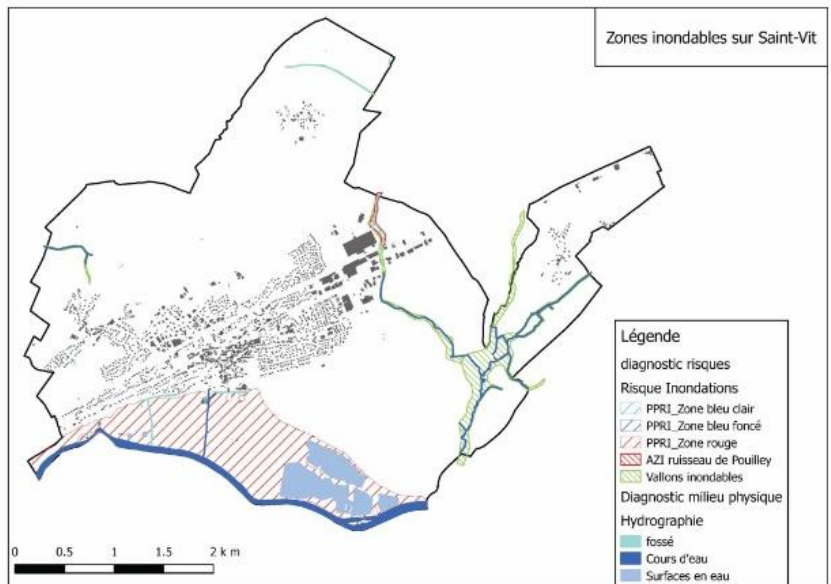 Zones inondables sur Saint-Vit
Légende
diagnostic risques
Risque Inondations
PPRI_Zone bleu clair
PPRI_Zone bleu foncé
PPRI_Zone rouge
AZI ruisseau de Pouilley
Vallons inondables
Diagnostic milieu physique
Hydrographie
fossé
Cours d'eau
Surfaces en eau
0 0.5 1 1.5 2 km